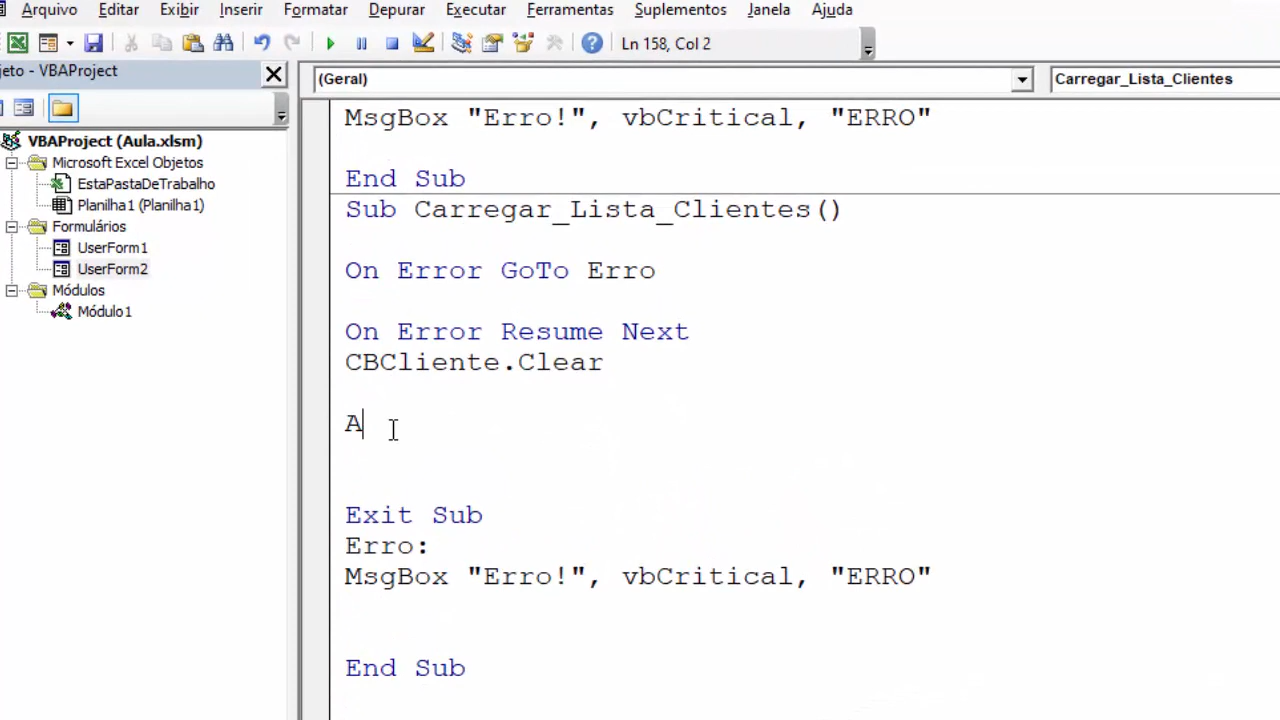 Arquivo Editar Exibir Inserir Formatar Depurar Executar Ferramentas Suplementos Janela Ajuda
Ln 158, Col 2
jeto - VBAProject
(Geral)
Carregar_Lista_Clientes
VBAProject (Aula.xlsm)
Microsoft Excel Objetos
EstaPastaDeTrabalho
Planilha1 (Planilha1)
Formulários
UserForm1
UserForm2
Módulos
Módulo1
MsgBox "Erro!", vbCritical, "ERRO"
End Sub
Sub Carregar_Lista_Clientes()
On Error GoTo Erro
On Error Resume Next
CBCliente.Clear
A
Exit Sub
Erro:
MsgBox "Erro!", vbCritical, "ERRO"
End Sub